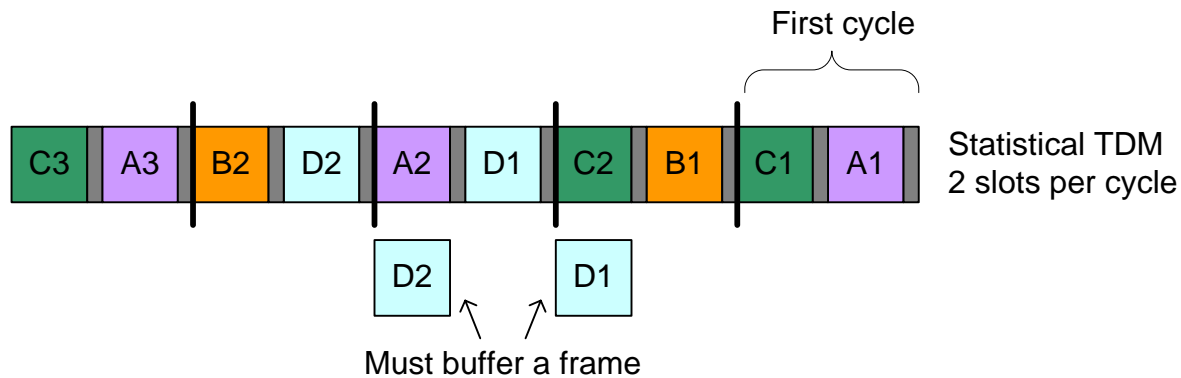 First cycle
C3 A3 B2 D2 A2 D1 C2 B1 C1 A1
Statistical TDM
2 slots per cycle
D2 D1
Must buffer a frame